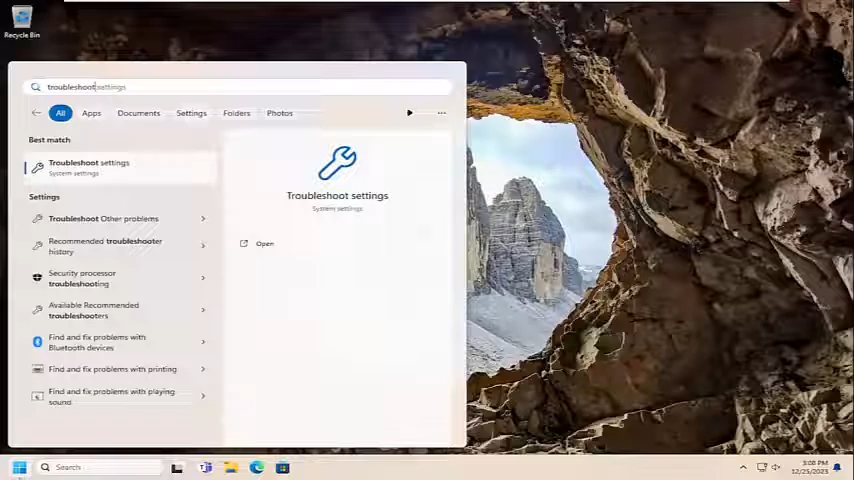 Recycle Bin
troubleshoot settings
All
Apps
Documents
Settings
Folders
Photos
Best match
Troubleshoot settings
System settings
Settings
Troubleshoot Other problems
Recommended troubleshooter
history
Security processor
troubleshooting
Available Recommended
troubleshooters
Find and fix problems with
Bluetooth devices
Find and fix problems with printing
Find and fix problems with playing
sound
Troubleshoot settings
System settings
Open
Search
3:08 PM
12/25/2023